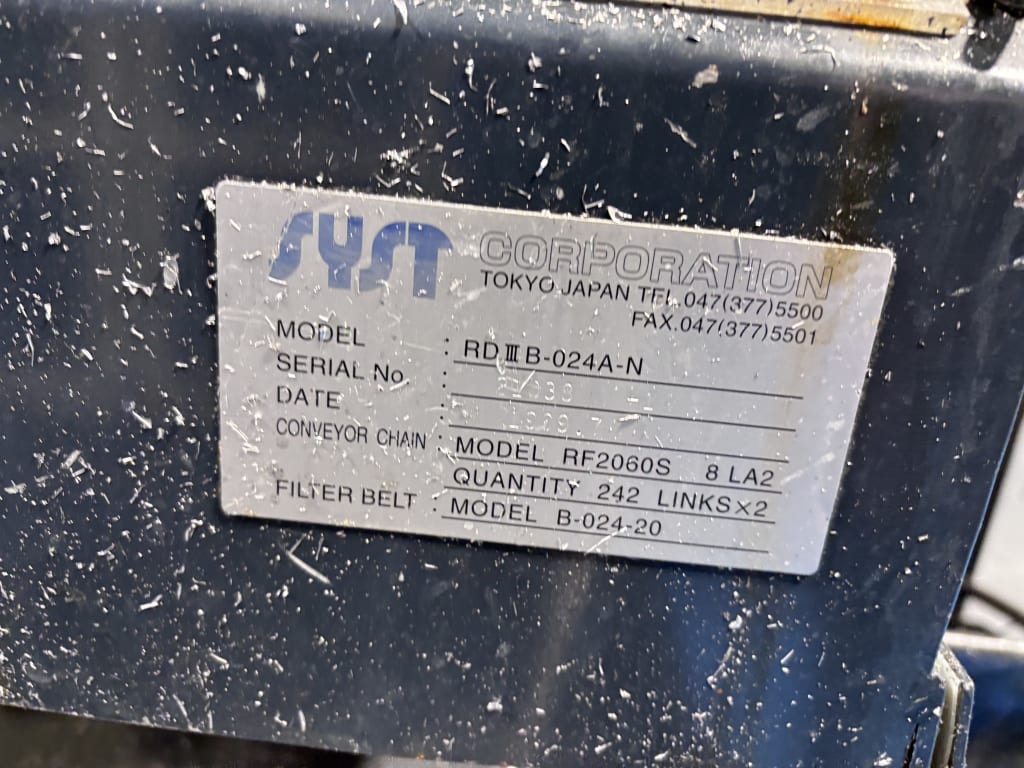 SYST CORPORATION
TOKYO JAPAN TEL.047(377)5500
FAX.047(377)5501
MODEL : RDⅢB-024A-N
SERIAL No. :
DATE :
CONVEYOR CHAIN : MODEL RF2060S 8 LA2
QUANTITY 242 LINKS×2
FILTER BELT : MODEL B-024-20